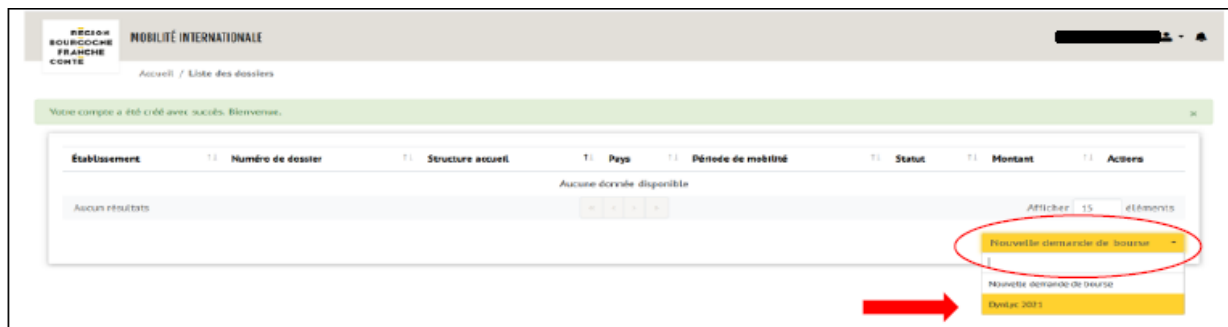 RÉGION
BOURGOGNE
FRANCHE
COMTÉ
MOBILITÉ INTERNATIONALE
Accueil / Liste des dossiers
Votre compte a été créé avec succès. Bienvenue.
Établissement Numéro de dossier Structure accueil Pays Période de mobilité Statut Montant Actions
Aucune donnée disponible
Aucun résultats
Afficher 15 éléments
Nouvelle demande de bourse
Nouvelle demande de bourse
DynLyc 2021